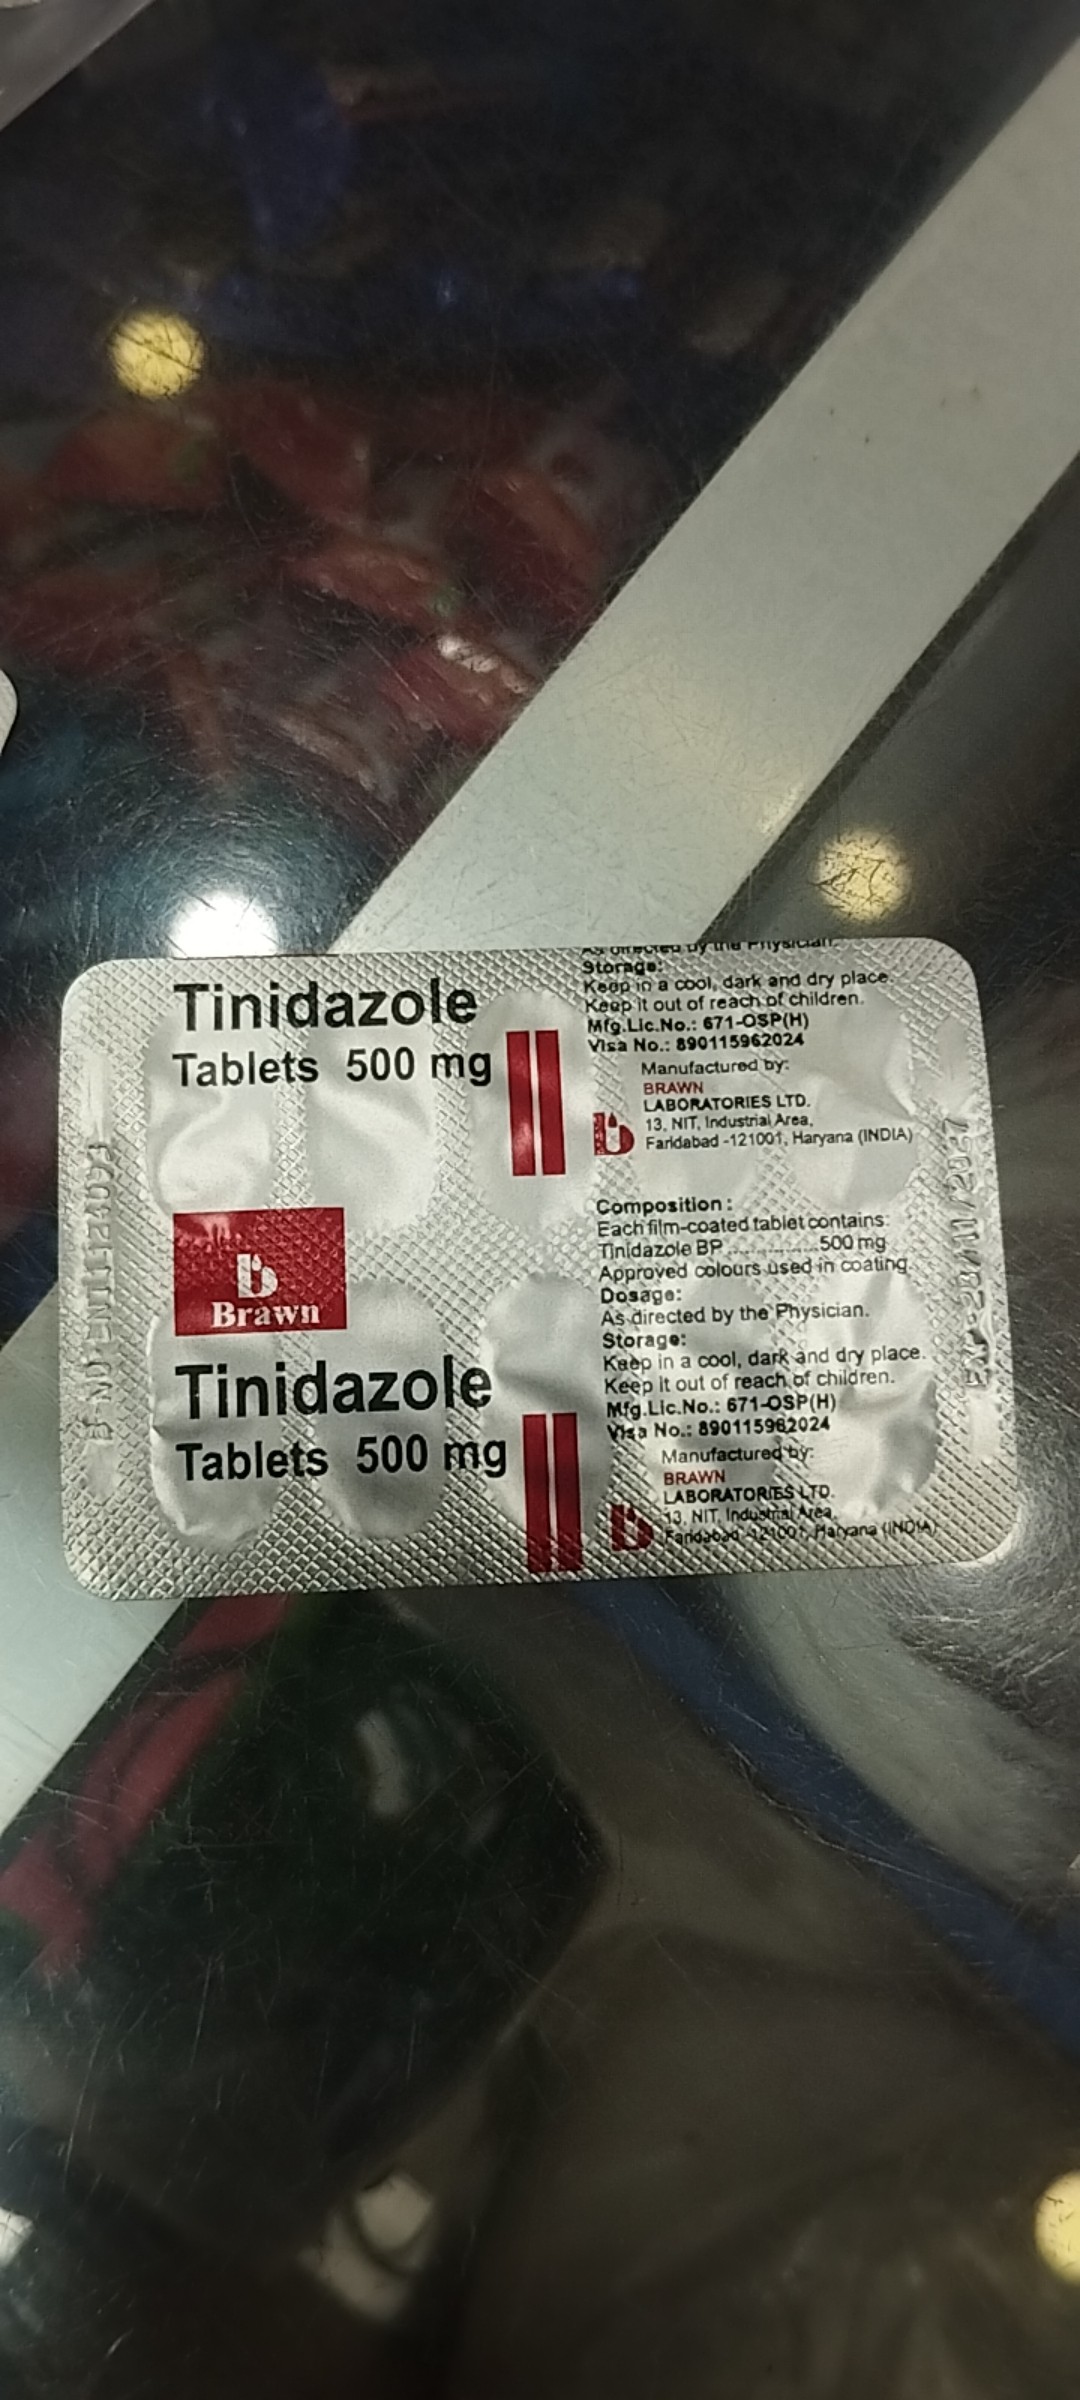 Tinidazole
Tablets 500 mg
As directed by the Physician.
Storage:
Keep in a cool, dark and dry place.
Keep it out of reach of children.
Mfg.Lic.No.: 671-OSP(H)
Visa No.: 890115962024
Manufactured by:
BRAWN
LABORATORIES LTD.
13, NIT, Industrial Area,
Faridabad -121001, Haryana (INDIA)
b
Brawn
Tinidazole
Tablets 500 mg
Composition :
Each film-coated tablet contains:
Tinidazole BP ..................500 mg
Approved colours used in coating.
Dosage:
As directed by the Physician.
Storage:
Keep in a cool, dark and dry place.
Keep it out of reach of children.
Mfg.Lic.No.: 671-OSP(H)
Visa No.: 890115962024
Manufactured by:
BRAWN
LABORATORIES LTD.
13, NIT, Industrial Area,
Faridabad -121001, Haryana (INDIA)